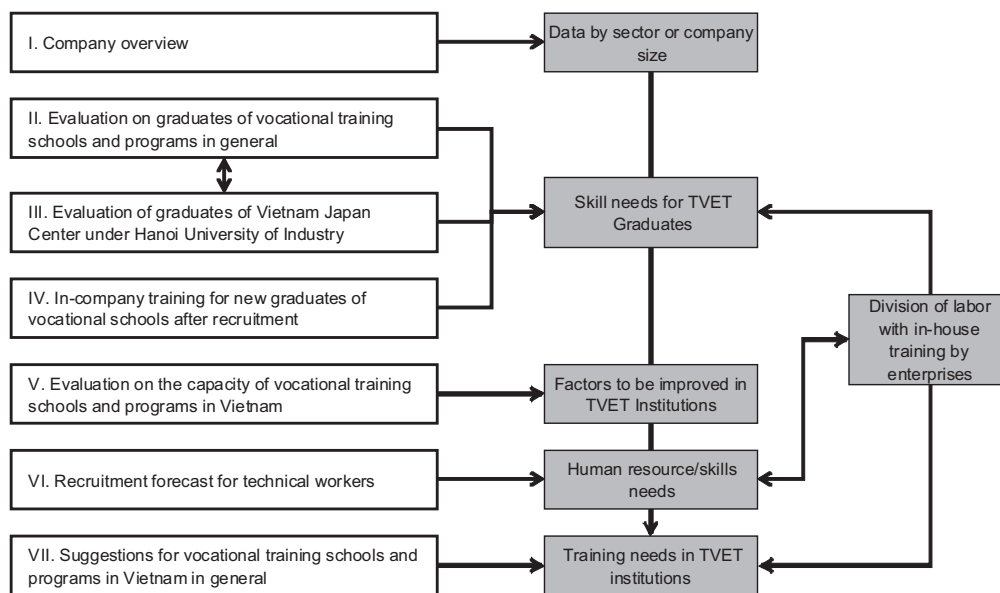 I. Company overview
Data by sector or company
size
II. Evaluation on graduates of vocational training
schools and programs in general
III. Evaluation of graduates of Vietnam Japan
Center under Hanoi University of Industry
Skill needs for TVET
Graduates
IV. In-company training for new graduates of
vocational schools after recruitment
Division of labor
with in-house
training by
enterprises
V. Evaluation on the capacity of vocational training
schools and programs in Vietnam
Factors to be improved in
TVET Institutions
VI. Recruitment forecast for technical workers
Human resource/skills
needs
VII. Suggestions for vocational training schools and
programs in Vietnam in general
Training needs in TVET
institutions